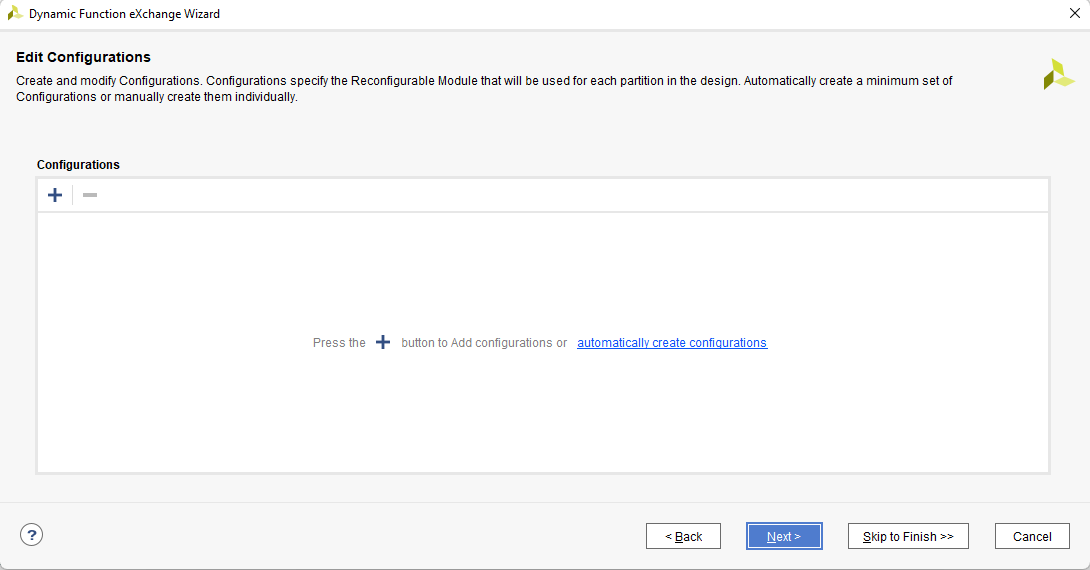 Dynamic Function eXchange Wizard
Edit Configurations
Create and modify Configurations. Configurations specify the Reconfigurable Module that will be used for each partition in the design. Automatically create a minimum set of
Configurations or manually create them individually.
Configurations
Press the + button to Add configurations or automatically create configurations
? < Back Next > Skip to Finish >> Cancel